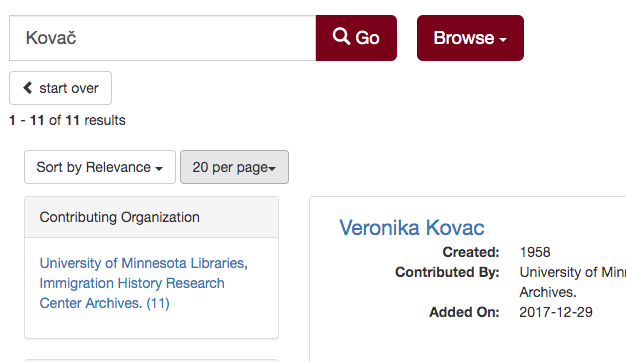 Kovač
Go
Browse
start over
1 - 11 of 11 results
Sort by Relevance
20 per page
Contributing Organization
University of Minnesota Libraries,
Immigration History Research
Center Archives. (11)
Veronika Kovac
Created: 1958
Contributed By: University of
Archives.
Added On: 2017-12-29